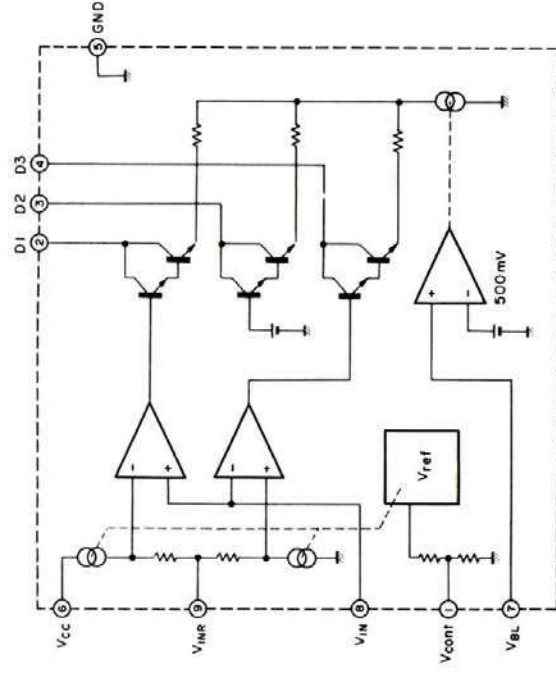 D1 D2 D3
2 3 4
5 GND
VCC 6
VINR 9
VIN 8
Vcont 1
VBL 7
Vref
500mV
−
+
−
+
+
−